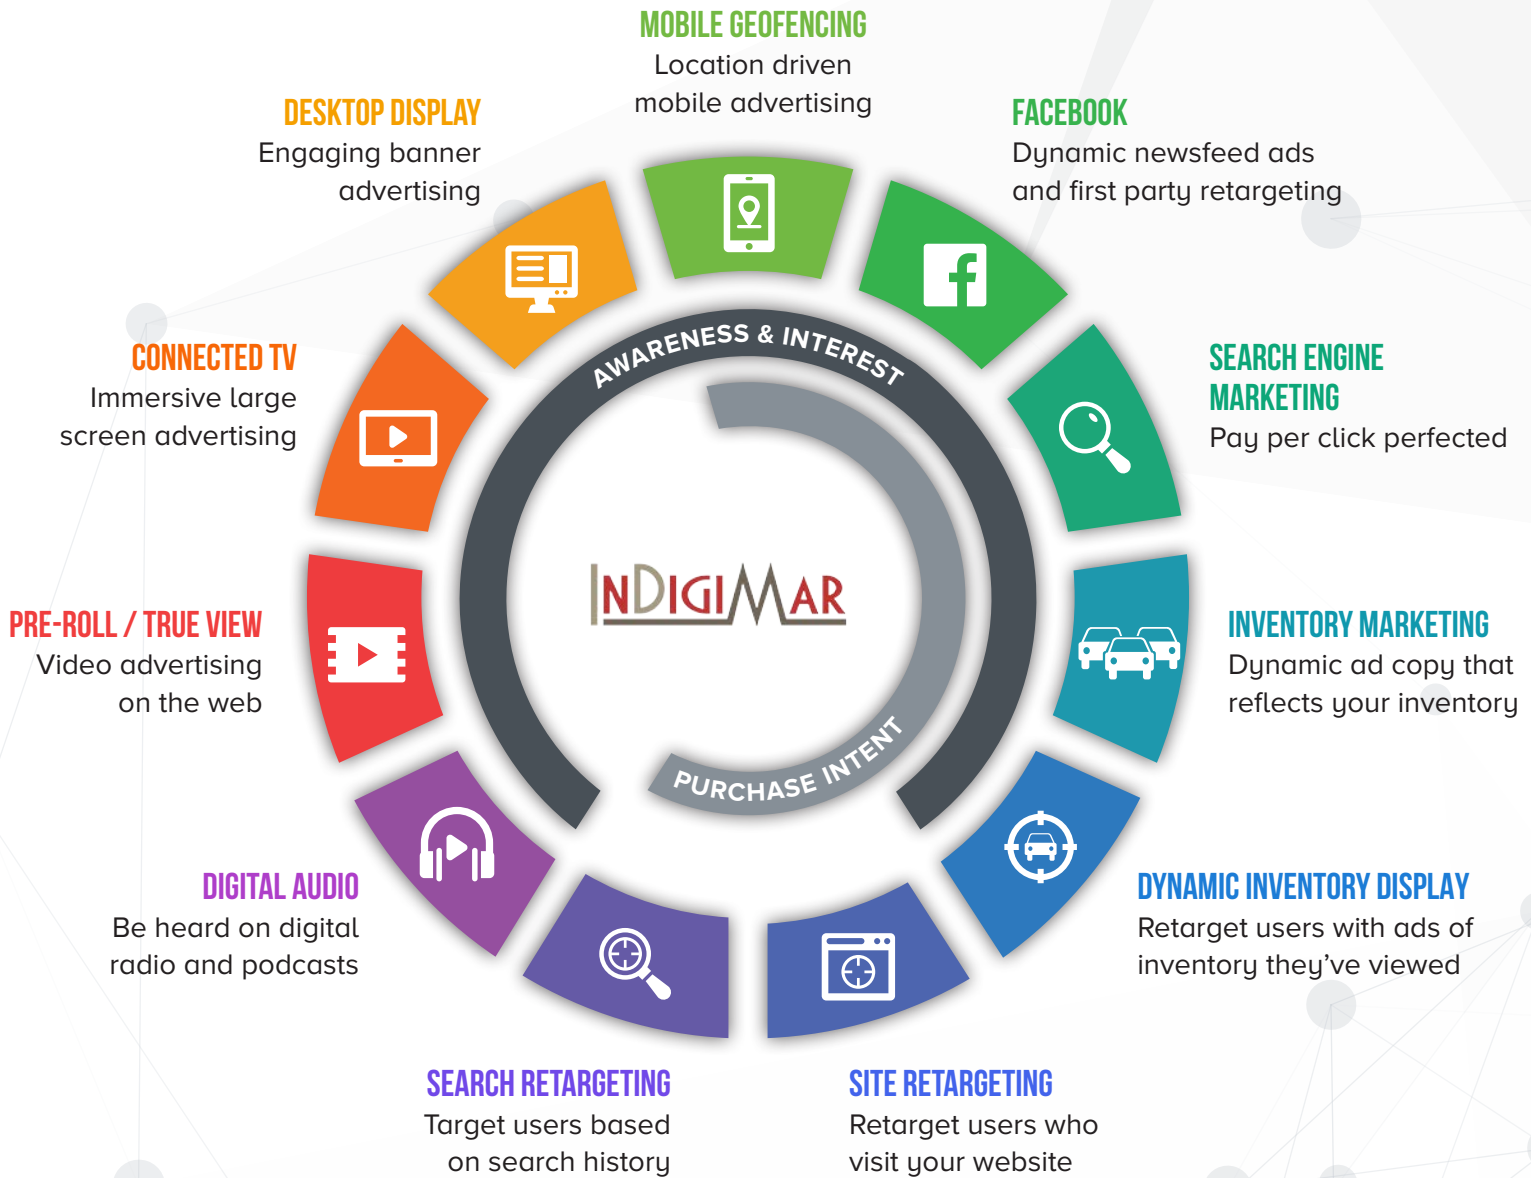 MOBILE GEOFENCING
Location driven
mobile advertising
DESKTOP DISPLAY
Engaging banner
advertising
FACEBOOK
Dynamic newsfeed ads
and first party retargeting
CONNECTED TV
Immersive large
screen advertising
SEARCH ENGINE
MARKETING
Pay per click perfected
AWARENESS & INTEREST
INDIGIMAR
PURCHASE INTENT
PRE-ROLL / TRUE VIEW
Video advertising
on the web
INVENTORY MARKETING
Dynamic ad copy that
reflects your inventory
DIGITAL AUDIO
Be heard on digital
radio and podcasts
DYNAMIC INVENTORY DISPLAY
Retarget users with ads of
inventory they've viewed
SEARCH RETARGETING
Target users based
on search history
SITE RETARGETING
Retarget users who
visit your website